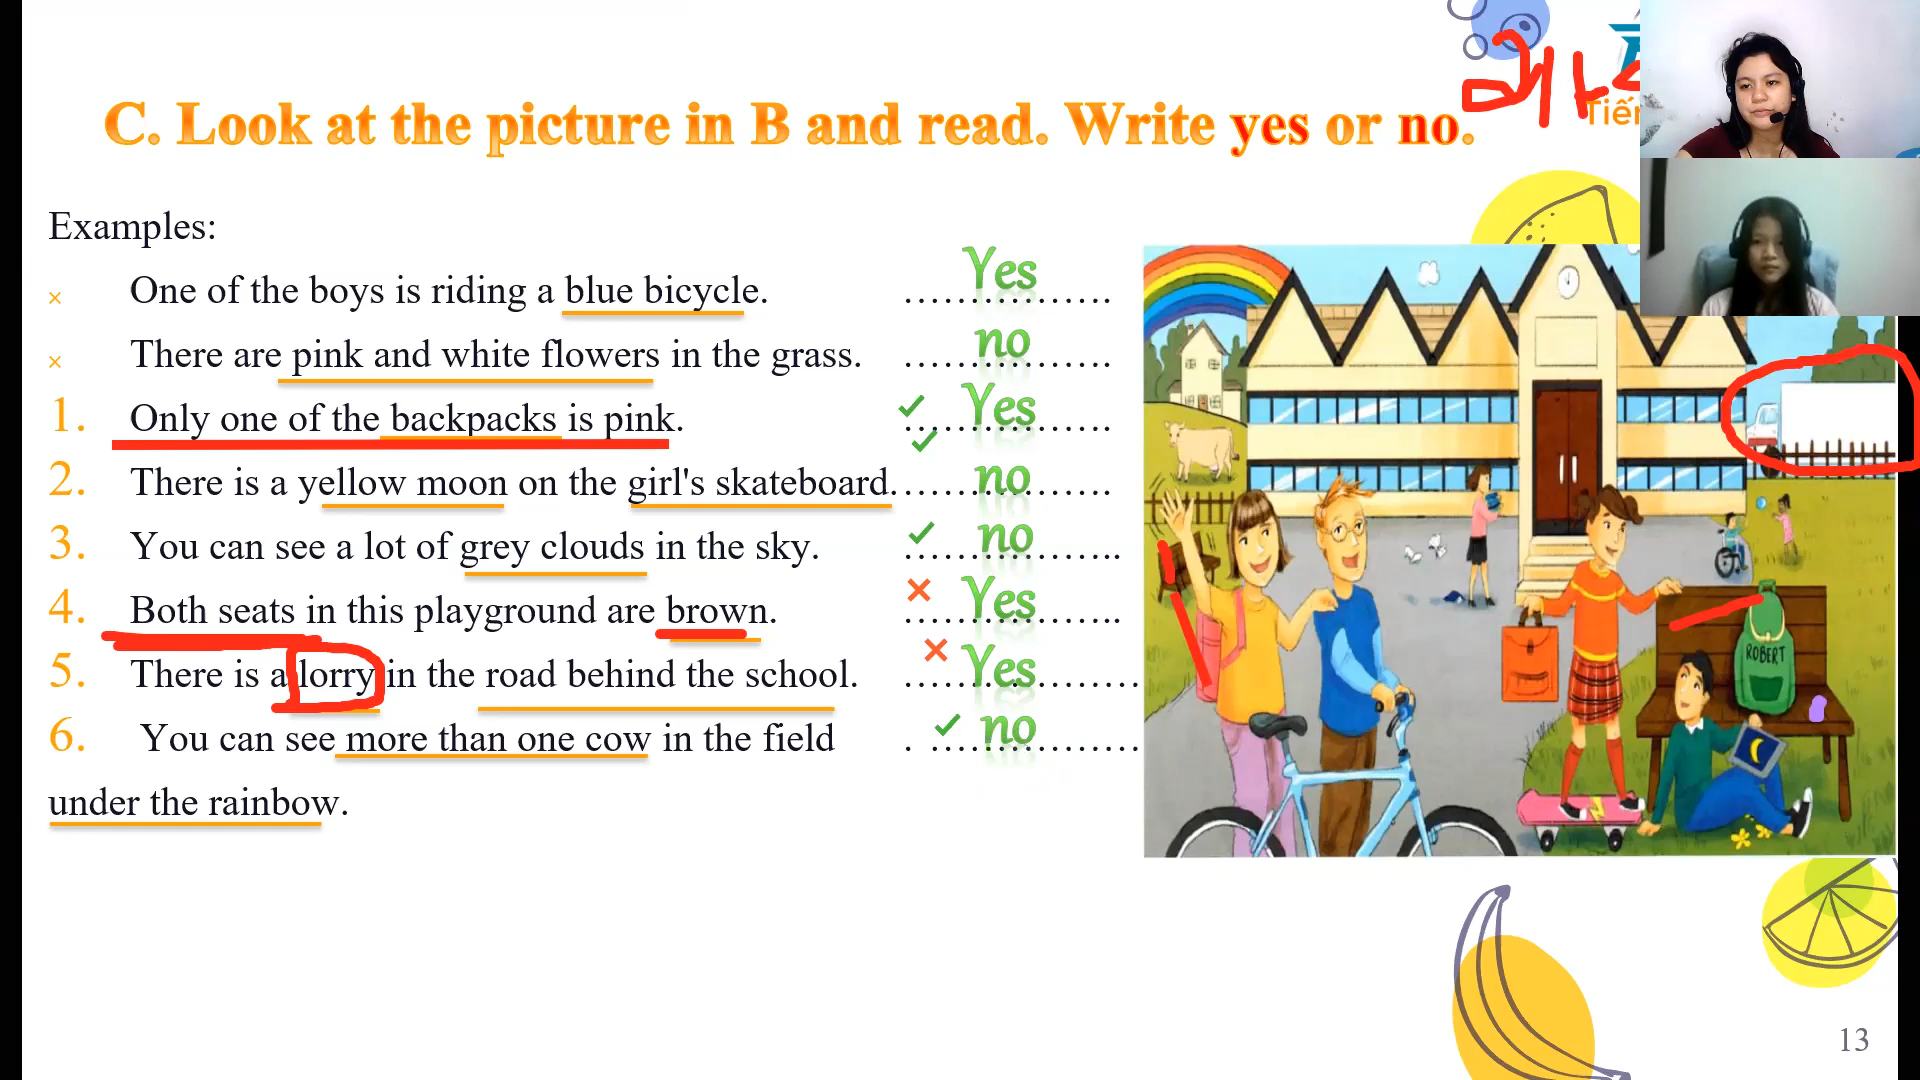 C. Look at the picture in B and read. Write yes or no.
Tiến
Examples:
× One of the boys is riding a blue bicycle. ................ Yes
× There are pink and white flowers in the grass. ................ no
1. Only one of the backpacks is pink. ................ Yes
2. There is a yellow moon on the girl's skateboard. ................ no
3. You can see a lot of grey clouds in the sky. ................. no
4. Both seats in this playground are brown. ................. Yes
5. There is a lorry in the road behind the school. .................. Yes
6. You can see more than one cow in the field . ................ no
under the rainbow.
ROBERT
13